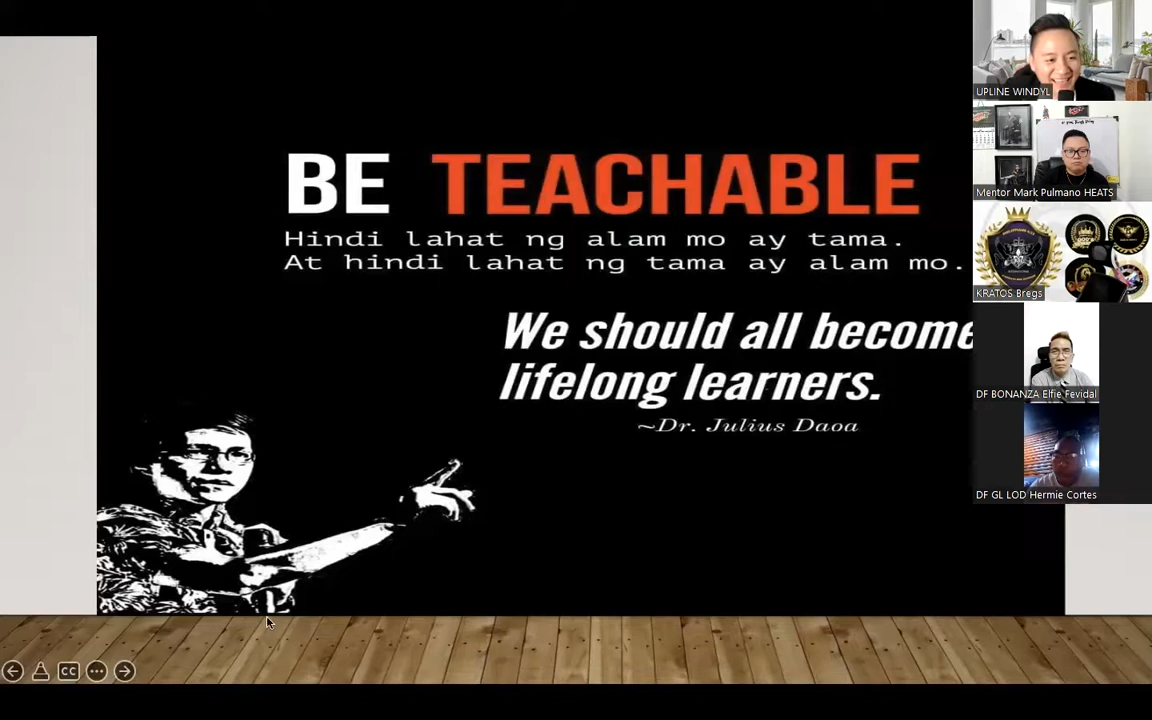 BE TEACHABLE
Hindi lahat ng alam mo ay tama.
At hindi lahat ng tama ay alam mo.
We should all become
lifelong learners.
~Dr. Julius Daoa
UPLINE WINDYL
Mentor Mark Pulmano HEATS
KRATOS Bregs
DF BONANZA Elfie Fevidal
DF GL LOD Hermie Cortes
CC